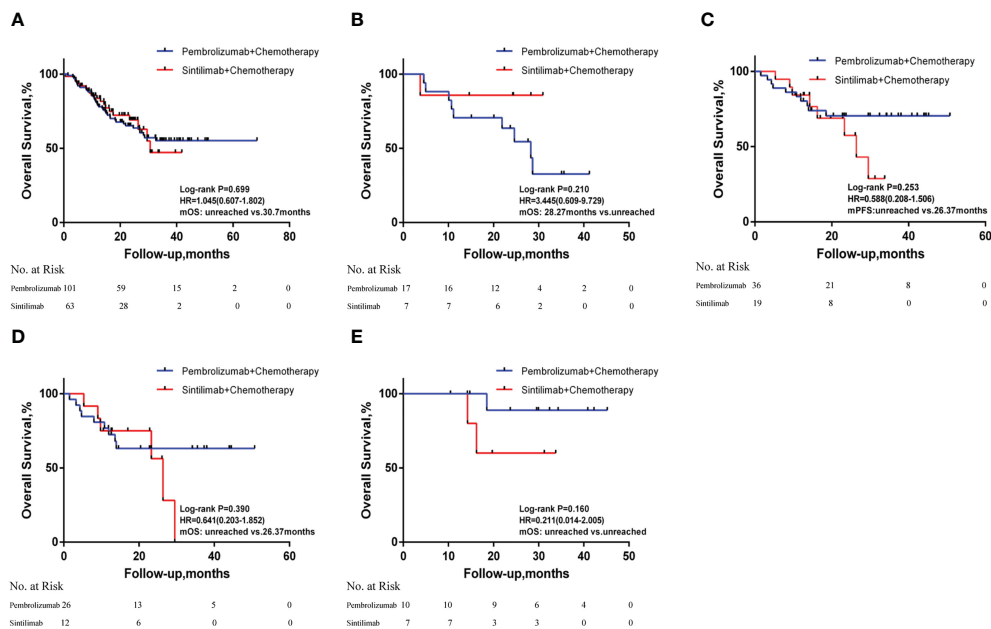 A
Pembrolizumab+Chemotherapy
Sintilimab+Chemotherapy
Overall Survival,%
100
50
0
Log-rank P=0.699
HR=1.045(0.607-1.802)
mOS: unreached vs.30.7months
0 20 40 60 80
Follow-up,months
No. at Risk
Pembrolizumab 101 59 15 2 0
Sintilimab 63 28 2 0 0
B
Pembrolizumab+Chemotherapy
Sintilimab+Chemotherapy
Overall Survival,%
100
50
0
Log-rank P=0.210
HR=3.445(0.609-9.729)
mOS: 28.27months vs.unreached
0 10 20 30 40 50
Follow-up,months
No. at Risk
Pembrolizumab 17 16 12 4 2 0
Sintilimab 7 7 6 2 0 0
C
Pembrolizumab+Chemotherapy
Sintilimab+Chemotherapy
Overall Survival,%
100
50
0
Log-rank P=0.253
HR=0.588(0.208-1.506)
mPFS:unreached vs.26.37months
0 20 40 60
Follow-up,months
No. at Risk
Pembrolizumab 36 21 8 0
Sintilimab 19 8 0 0
D
Pembrolizumab+Chemotherapy
Sintilimab+Chemotherapy
Overall Survival,%
100
50
0
Log-rank P=0.390
HR=0.641(0.203-1.852)
mOS: unreached vs.26.37months
0 20 40 60
Follow-up,months
No. at Risk
Pembrolizumab 26 13 5 0
Sintilimab 12 6 0 0
E
Pembrolizumab+Chemotherapy
Sintilimab+Chemotherapy
Overall Survival,%
100
50
0
Log-rank P=0.160
HR=0.211(0.014-2.005)
mOS: unreached vs.unreached
0 10 20 30 40 50
Follow-up,months
No. at Risk
Pembrolizumab 10 10 9 6 4 0
Sintilimab 7 7 3 3 0 0